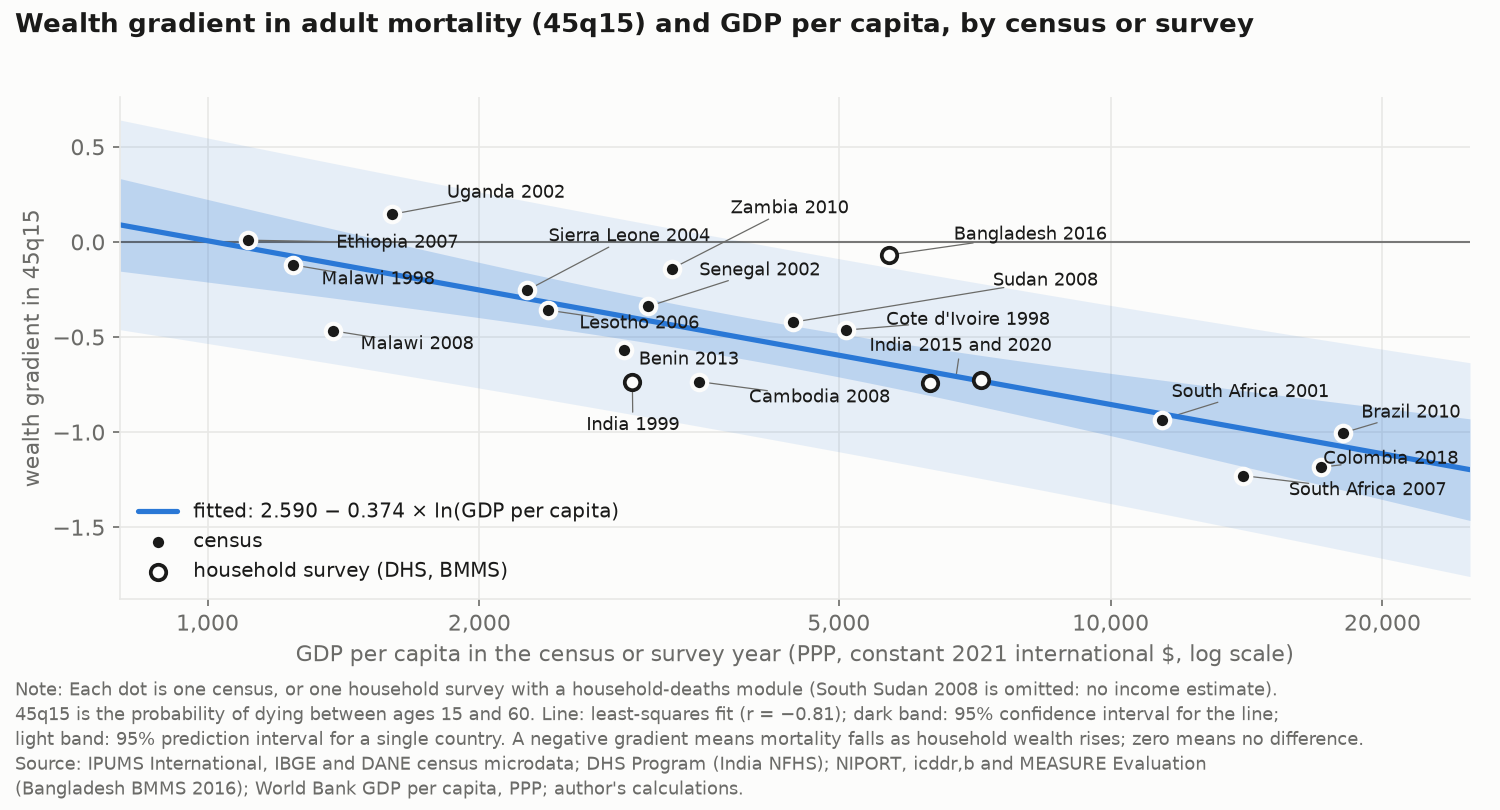 Wealth gradient in adult mortality (45q15) and GDP per capita, by census or survey
wealth gradient in 45q15
0.5
0.0
−0.5
−1.0
−1.5
Uganda 2002
Zambia 2010
Sierra Leone 2004
Bangladesh 2016
Ethiopia 2007
Senegal 2002
Malawi 1998
Sudan 2008
Lesotho 2006
Cote d'Ivoire 1998
Malawi 2008
India 2015 and 2020
Benin 2013
South Africa 2001
Cambodia 2008
Brazil 2010
India 1999
Colombia 2018
South Africa 2007
fitted: 2.590 − 0.374 × ln(GDP per capita)
census
household survey (DHS, BMMS)
1,000
2,000
5,000
10,000
20,000
GDP per capita in the census or survey year (PPP, constant 2021 international $, log scale)
Note: Each dot is one census, or one household survey with a household-deaths module (South Sudan 2008 is omitted: no income estimate).
45q15 is the probability of dying between ages 15 and 60. Line: least-squares fit (r = −0.81); dark band: 95% confidence interval for the line;
light band: 95% prediction interval for a single country. A negative gradient means mortality falls as household wealth rises; zero means no difference.
Source: IPUMS International, IBGE and DANE census microdata; DHS Program (India NFHS); NIPORT, icddr,b and MEASURE Evaluation
(Bangladesh BMMS 2016); World Bank GDP per capita, PPP; author's calculations.